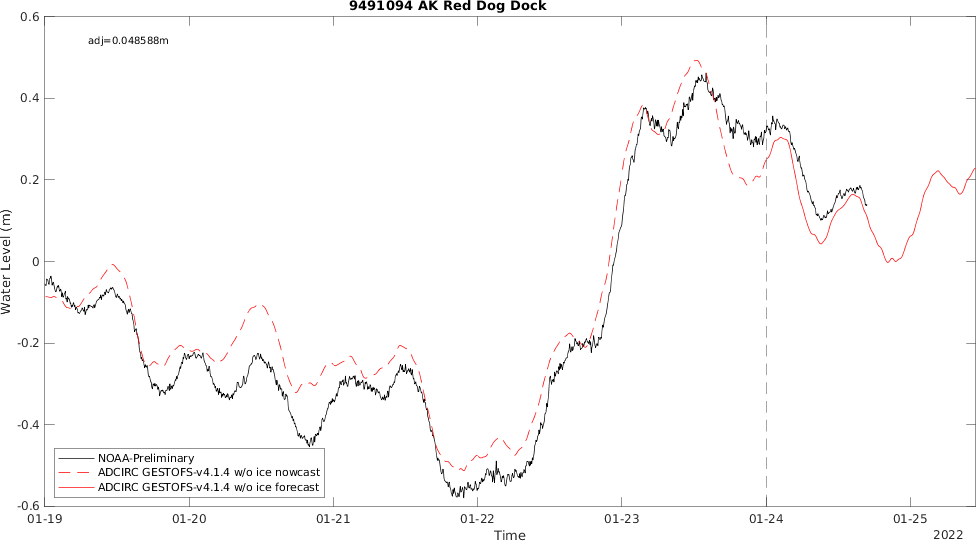 9491094 AK Red Dog Dock
adj=0.048588m
0.6
0.4
0.2
0
-0.2
-0.4
-0.6
Water Level (m)
NOAA-Preliminary
ADCIRC GESTOFS-v4.1.4 w/o ice nowcast
ADCIRC GESTOFS-v4.1.4 w/o ice forecast
01-19 01-20 01-21 01-22 01-23 01-24 01-25
Time
2022